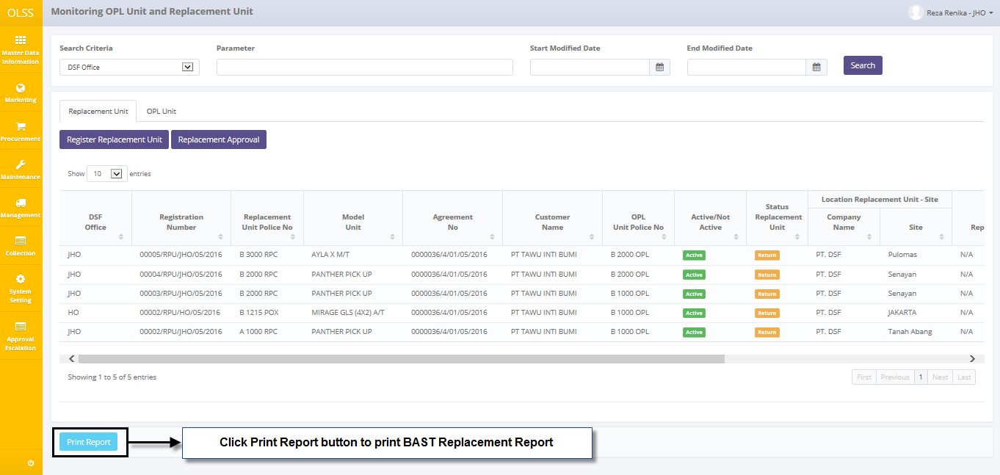 OLSS
Monitoring OPL Unit and Replacement Unit
Reza Renika - JHO
Master Data
Information
Marketing
Procurement
Maintenance
Management
Collection
System
Setting
Approval
Escalation
Search Criteria
Parameter
Start Modified Date
End Modified Date
DSF Office
Search
Replacement Unit
OPL Unit
Register Replacement Unit
Replacement Approval
Show 10 entries
DSF
Office
Registration
Number
Replacement
Unit Police No
Model
Unit
Agreement
No
Customer
Name
OPL
Unit Police No
Active/Not
Active
Status
Replacement
Unit
Location Replacement Unit - Site
Company
Name
Site
Rep
JHO 00005/RPU/JHO/05/2016 B 3000 RPC AYLA X M/T 0000036/4/01/05/2016 PT TAWU INTI BUMI B 2000 OPL Active Return PT. DSF Pulomas N/A
JHO 00004/RPU/JHO/05/2016 B 2000 RPC PANTHER PICK UP 0000036/4/01/05/2016 PT TAWU INTI BUMI B 2000 OPL Active Return PT. DSF Senayan N/A
JHO 00003/RPU/JHO/05/2016 B 2000 RPC PANTHER PICK UP 0000036/4/01/05/2016 PT TAWU INTI BUMI B 1000 OPL Active Return PT. DSF Senayan N/A
HO 00002/RPU/HO/05/2016 B 1215 POX MIRAGE GLS (4X2) A/T 0000036/4/01/05/2016 PT TAWU INTI BUMI B 1000 OPL Active Return PT. DSF JAKARTA N/A
JHO 00002/RPU/JHO/05/2016 A 1000 RPC PANTHER PICK UP 0000036/4/01/05/2016 PT TAWU INTI BUMI B 1000 OPL Active Return PT. DSF Tanah Abang N/A
Showing 1 to 5 of 5 entries
First Previous 1 Next Last
Print Report
Click Print Report button to print BAST Replacement Report